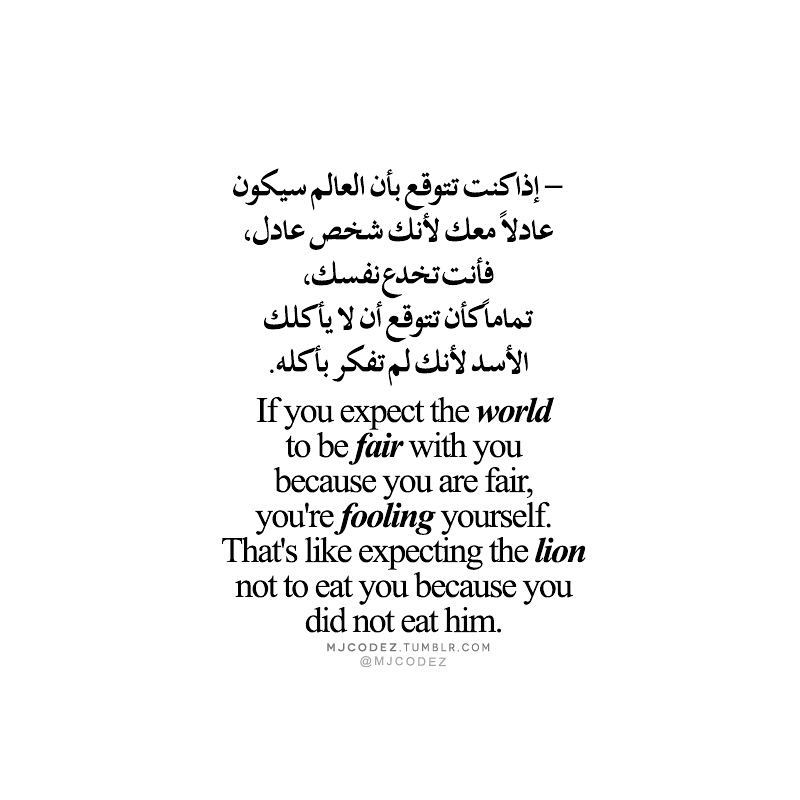 – إذا كنت تتوقع بأن العالم سيكون
عادلاً معك لأنك شخص عادل،
فأنت تخدع نفسك،
تماماً كأن تتوقع أن لا يأكلك
الأسد لأنك لم تفكر بأكله.
If you expect the world
to be fair with you
because you are fair,
you're fooling yourself.
That's like expecting the lion
not to eat you because you
did not eat him.
MJCODEZ.TUMBLR.COM
@MJCODEZ